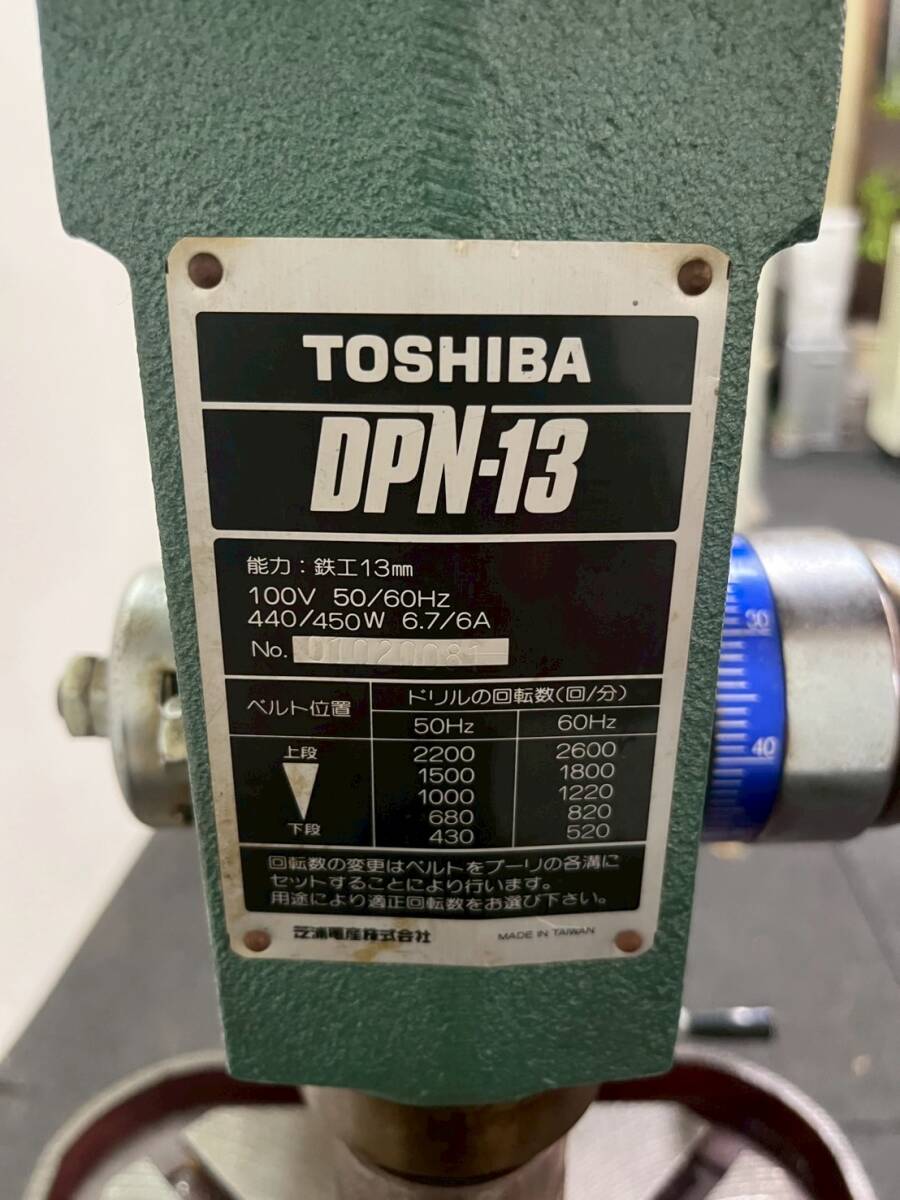 TOSHIBA
DPN-13
能力：鉄工13mm
100V 50/60Hz
440/450W 6.7/6A
No. 01020081
ベルト位置 ドリルの回転数(回/分)
50Hz 60Hz
上段 2200 2600
1500 1800
1000 1220
680 820
下段 430 520
回転数の変更はベルトをプーリの各溝に
セットすることにより行います。
用途により適正回転数をお選び下さい。
芝浦電産株式会社 MADE IN TAIWAN
30
40